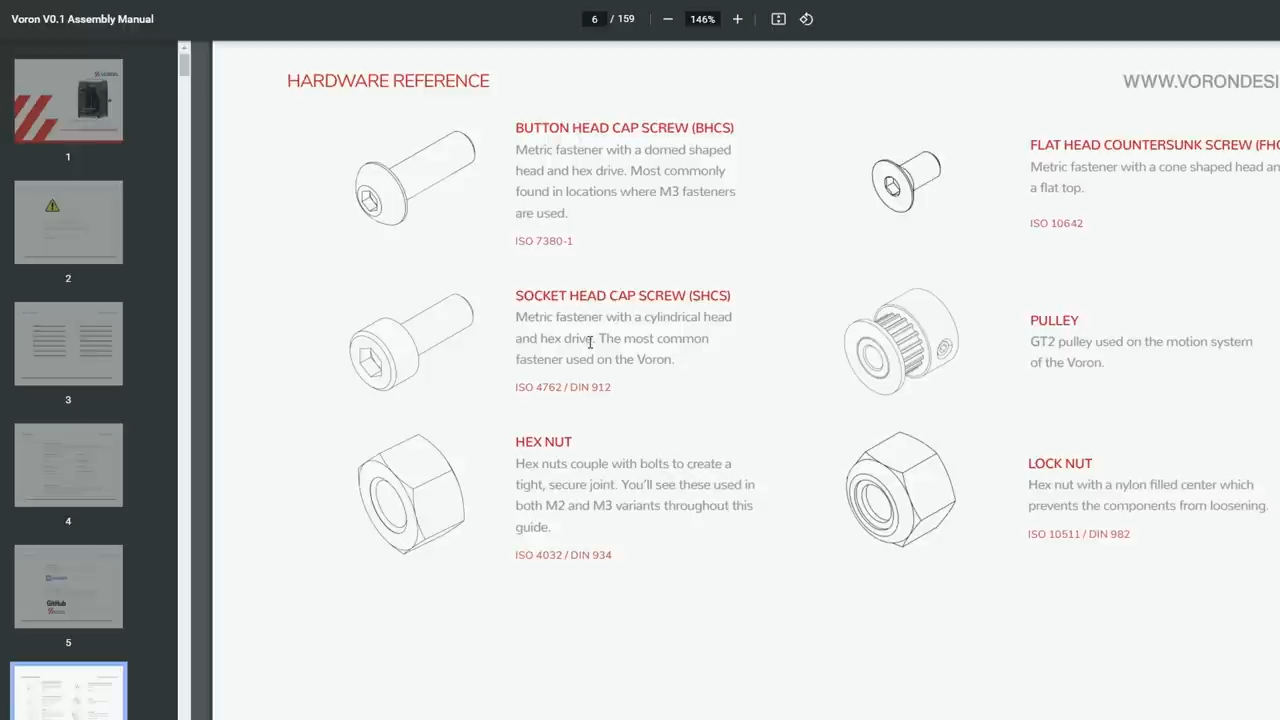 Voron V0.1 Assembly Manual
6 / 159
146%
HARDWARE REFERENCE
WWW.VORONDESI
BUTTON HEAD CAP SCREW (BHCS)
Metric fastener with a domed shaped
head and hex drive. Most commonly
found in locations where M3 fasteners
are used.
ISO 7380-1
FLAT HEAD COUNTERSUNK SCREW (FHC
Metric fastener with a cone shaped head an
a flat top.
ISO 10642
SOCKET HEAD CAP SCREW (SHCS)
Metric fastener with a cylindrical head
and hex drive. The most common
fastener used on the Voron.
ISO 4762 / DIN 912
PULLEY
GT2 pulley used on the motion system
of the Voron.
HEX NUT
Hex nuts couple with bolts to create a
tight, secure joint. You'll see these used in
both M2 and M3 variants throughout this
guide.
ISO 4032 / DIN 934
LOCK NUT
Hex nut with a nylon filled center which
prevents the components from loosening.
ISO 10511 / DIN 982
1
2
3
4
GitHub
5